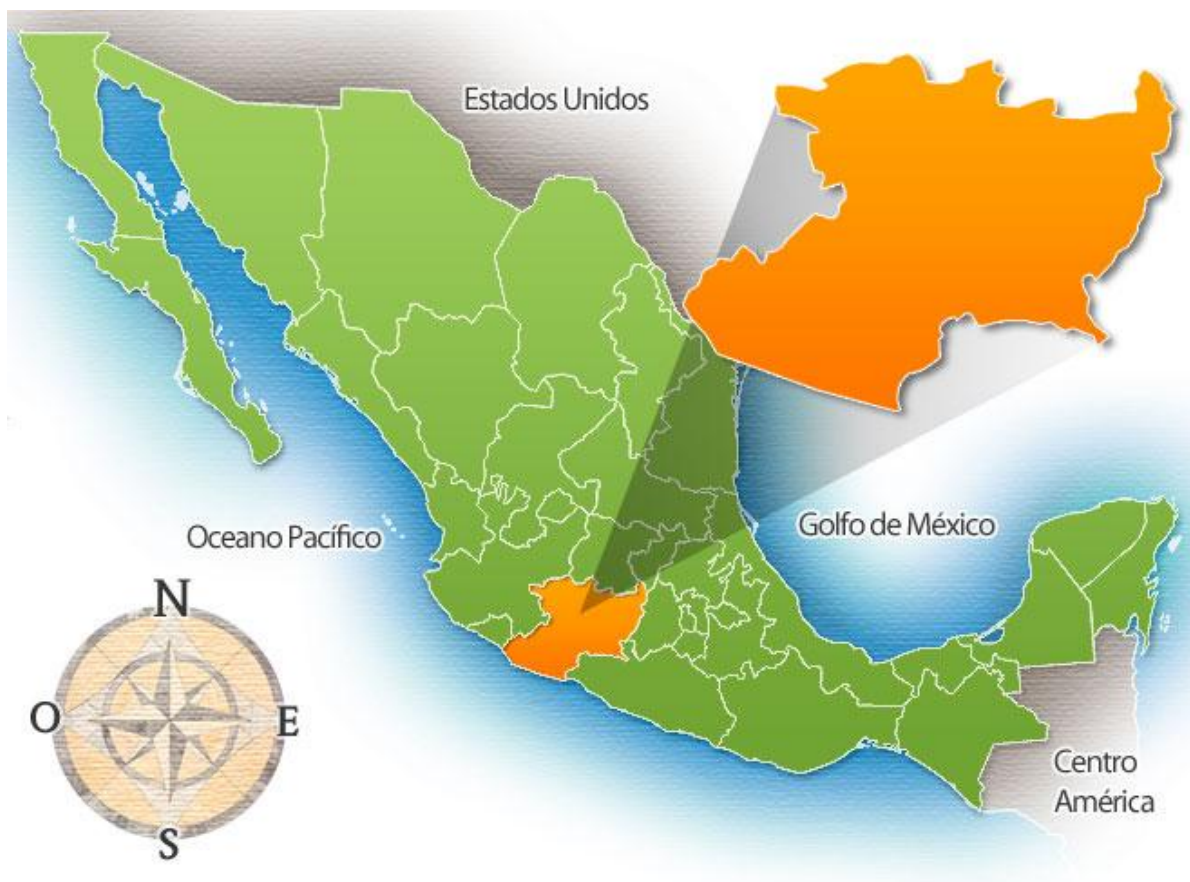 Estados Unidos
Oceano Pacífico
Golfo de México
N
O
E
S
Centro
América